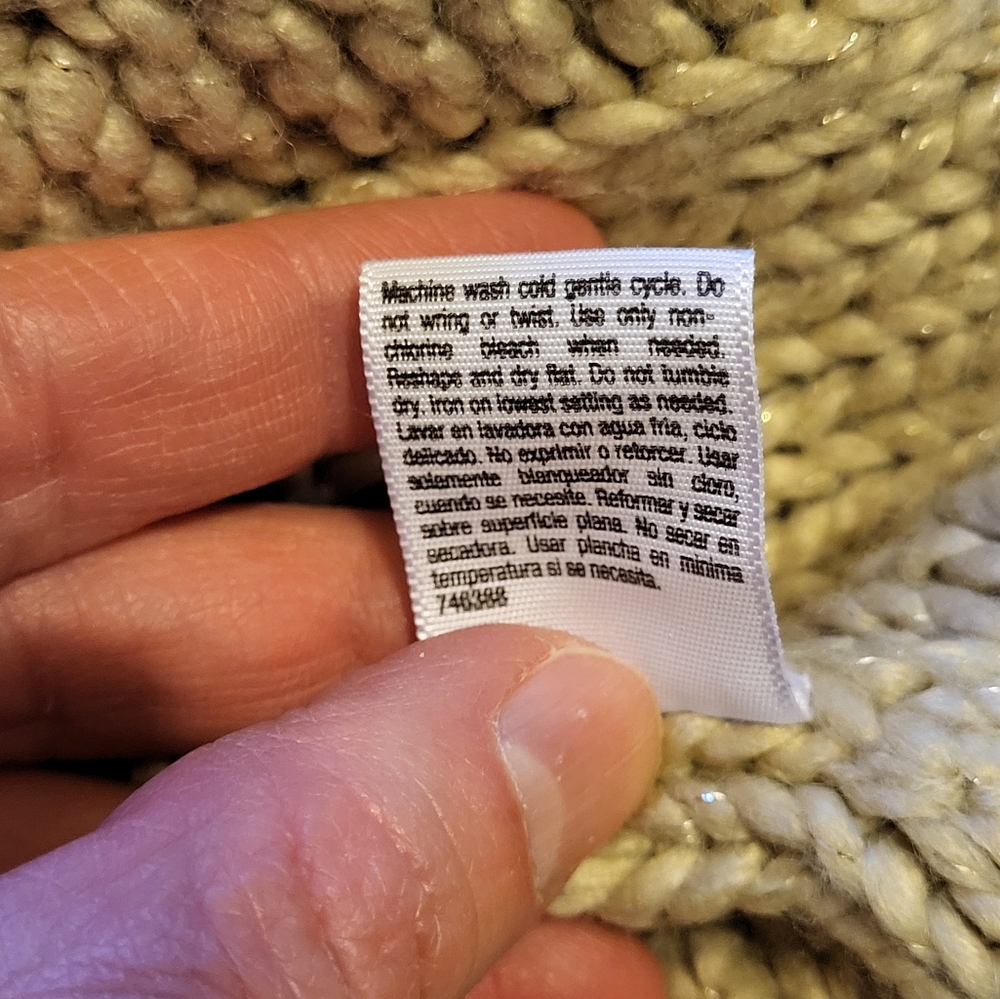 Machine wash cold gentle cycle. Do
not wring or twist. Use only non-
chlorine bleach when needed.
Reshape and dry flat. Do not tumble
dry. Iron on lowest setting as needed.
Lavar en lavadora con agua fria, ciclo
delicado. No exprimir o retorcer. Usar
solamente blanqueador sin cloro,
cuando se necesite. Reformar y secar
sobre superficie plana. No secar en
secadora. Usar plancha en minima
temperatura si se necesita.
746388